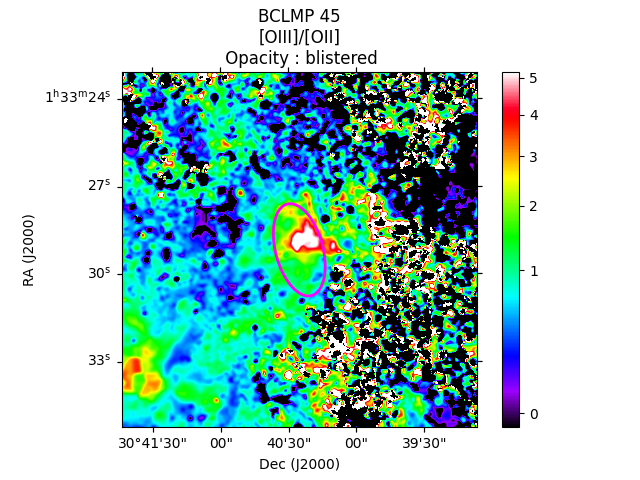 BCLMP 45
[OIII]/[OII]
Opacity : blistered
1ʰ33ᵐ24ˢ
27ˢ
30ˢ
33ˢ
RA (J2000)
30°41'30" 00" 40'30" 00" 39'30"
Dec (J2000)
5
4
3
2
1
0